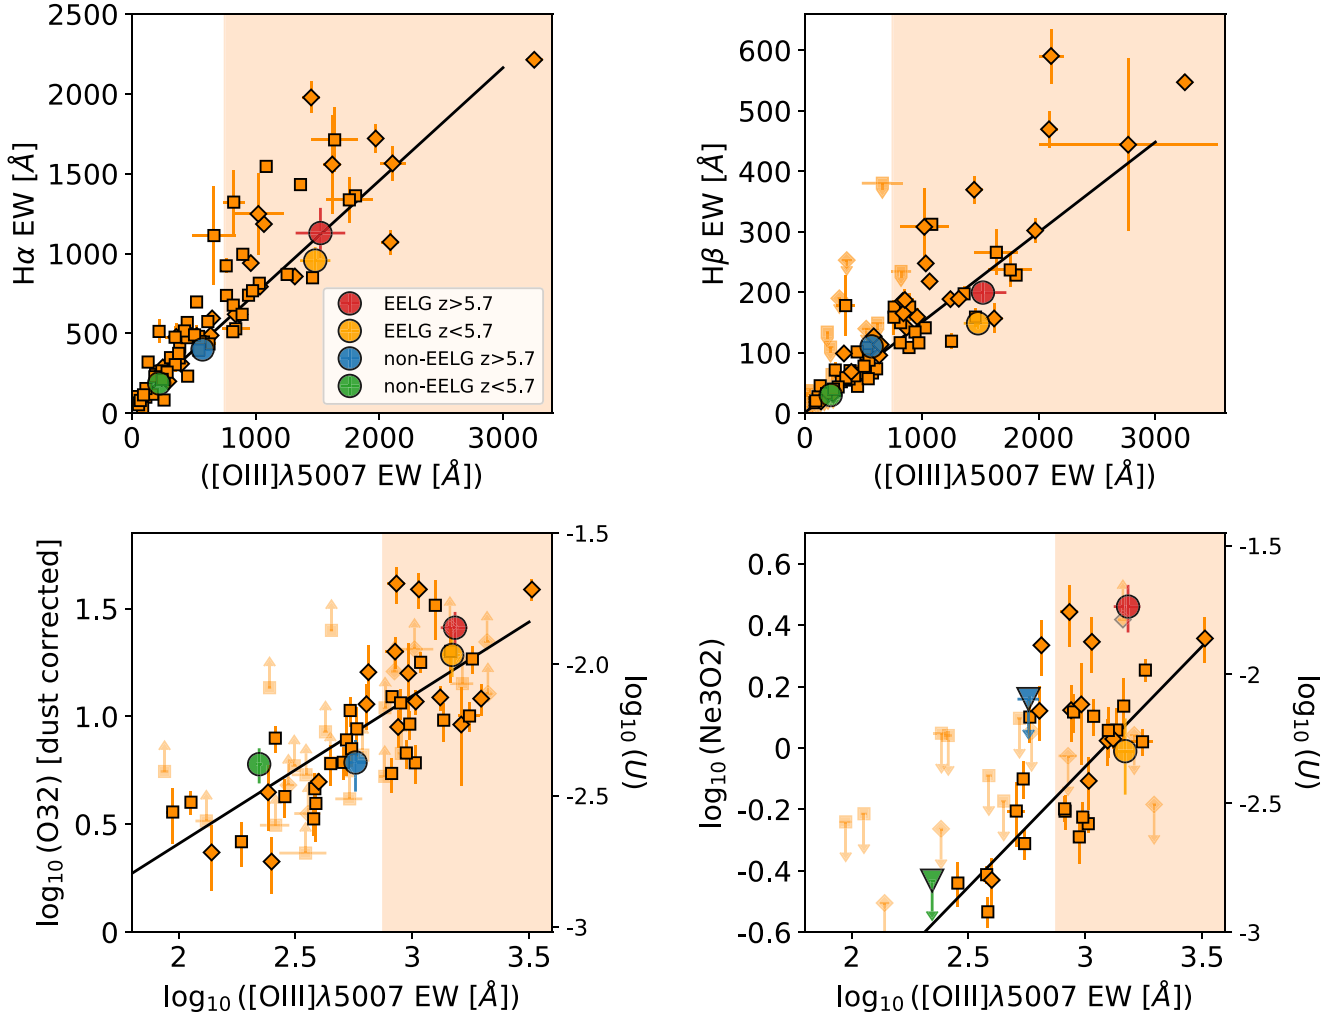 2500
2000
1500
1000
500
0
Hα EW [Å]
0 1000 2000 3000
([OIII]λ5007 EW [Å])
EELG z>5.7
EELG z<5.7
non-EELG z>5.7
non-EELG z<5.7
600
500
400
300
200
100
0
Hβ EW [Å]
0 1000 2000 3000
([OIII]λ5007 EW [Å])
1.5
1.0
0.5
0
log₁₀ (O32) [dust corrected]
2 2.5 3 3.5
log₁₀ ([OIII]λ5007 EW [Å])
-1.5
-2.0
-2.5
-3
log₁₀ (U)
0.6
0.4
0.2
0
-0.2
-0.4
-0.6
log₁₀ (Ne3O2)
2 2.5 3 3.5
log₁₀ ([OIII]λ5007 EW [Å])
-1.5
-2
-2.5
-3
log₁₀ (U)